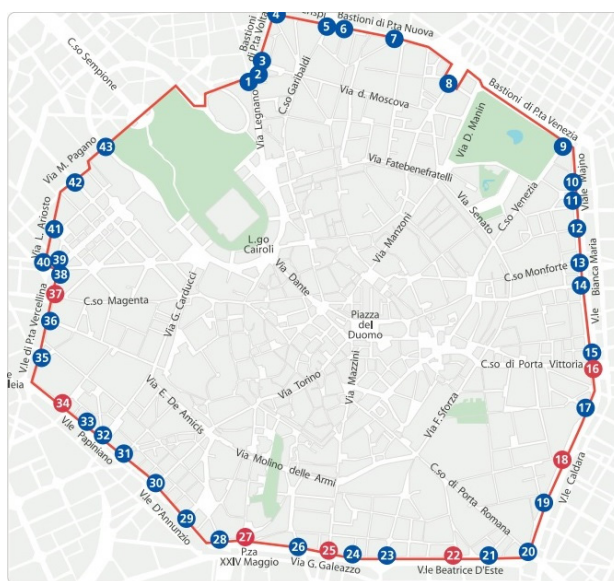 4
5
6
7
8
3
2
1
9
10
11
12
13
14
15
16
17
18
19
20
21
22
23
24
25
26
27
28
29
30
31
32
33
34
35
36
37
38
39
40
41
42
43
Bastioni
di P.ta Volta
Bastioni di P.ta Nuova
C.so Sempione
C.so Garibaldi
Via Legnano
Via d. Moscova
Via D. Manin
Bastioni di P.ta Venezia
Via M. Pagano
Via Fatebenefratelli
Viale Majno
Via L. Ariosto
Via Senato
C.so Venezia
L.go
Cairoli
Via Manzoni
C.so Monforte
V.le Bianca Maria
Via Dante
C.so Magenta
Via G. Carducci
V.le di P.ta Vercellina
Piazza
del
Duomo
C.so di Porta Vittoria
Via Mazzini
Via Torino
Via E. De Amicis
Via F. Sforza
V.le Papiniano
Via Molino delle Armi
C.so di Porta Romana
V.le Caldara
V.le D'Annunzio
P.za
XXIV Maggio
Via G. Galeazzo
V.le Beatrice D'Este